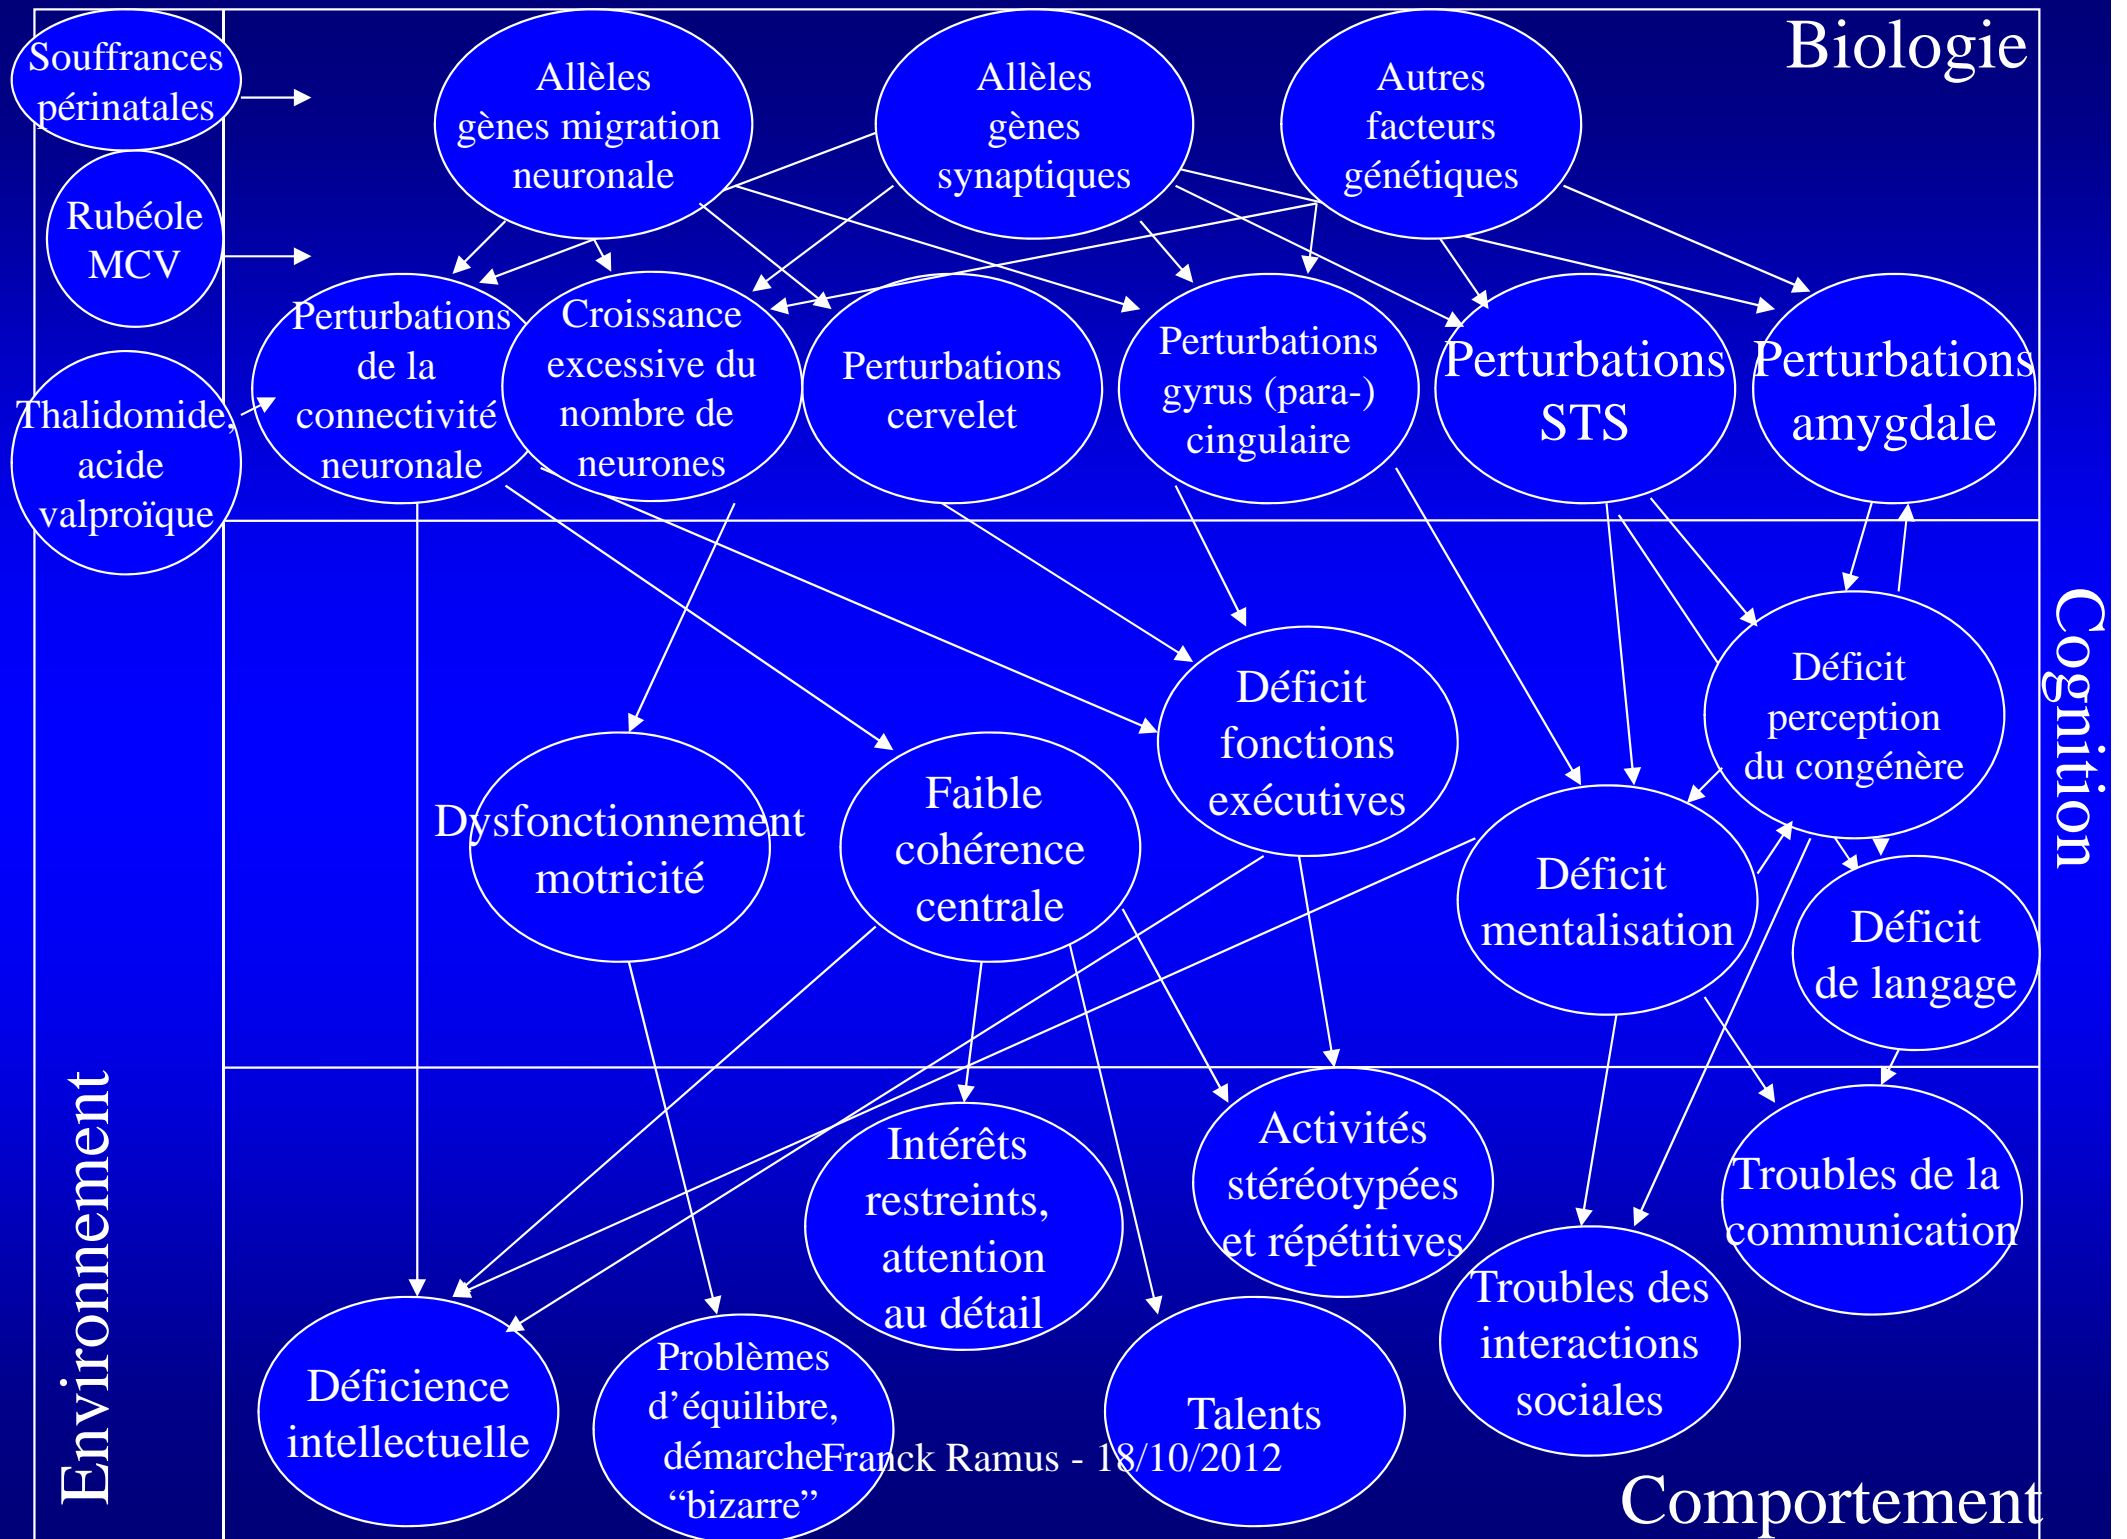 Biologie
Souffrances
périnatales
Allèles
gènes migration
neuronale
Allèles
gènes
synaptiques
Autres
facteurs
génétiques
Rubéole
MCV
Thalidomide,
acide
valproïque
Perturbations
de la
connectivité
neuronale
Croissance
excessive du
nombre de
neurones
Perturbations
cervelet
Perturbations
gyrus (para-)
cingulaire
Perturbations
STS
Perturbations
amygdale
Cognition
Dysfonctionnement
motricité
Faible
cohérence
centrale
Déficit
fonctions
exécutives
Déficit
perception
du congénère
Déficit
mentalisation
Déficit
de langage
Environnement
Déficience
intellectuelle
Problèmes
d’équilibre,
démarche
“bizarre”
Intérêts
restreints,
attention
au détail
Talents
Activités
stéréotypées
et répétitives
Troubles des
interactions
sociales
Troubles de la
communication
Franck Ramus - 18/10/2012
Comportement